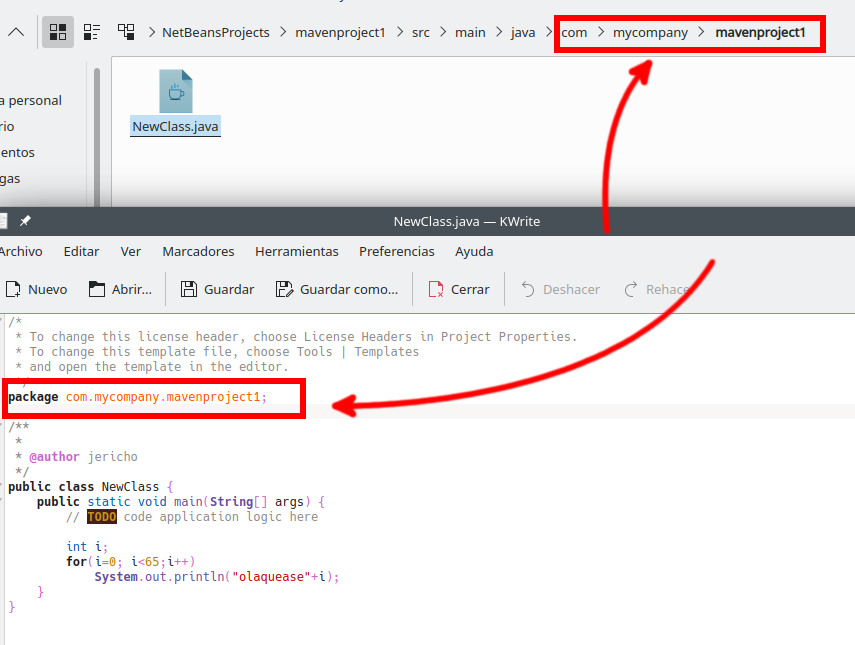 NetBeansProjects > mavenproject1 > src > main > java > com > mycompany > mavenproject1
a personal
rio
entos
gas
NewClass.java
NewClass.java — KWrite
Archivo Editar Ver Marcadores Herramientas Preferencias Ayuda
Nuevo Abrir... Guardar Guardar como... Cerrar Deshacer Rehace
/*
* To change this license header, choose License Headers in Project Properties.
* To change this template file, choose Tools | Templates
* and open the template in the editor.
*/
package com.mycompany.mavenproject1;
/**
*
* @author jericho
*/
public class NewClass {
public static void main(String[] args) {
// TODO code application logic here
int i;
for(i=0; i<65;i++)
System.out.println("olaquease"+i);
}
}